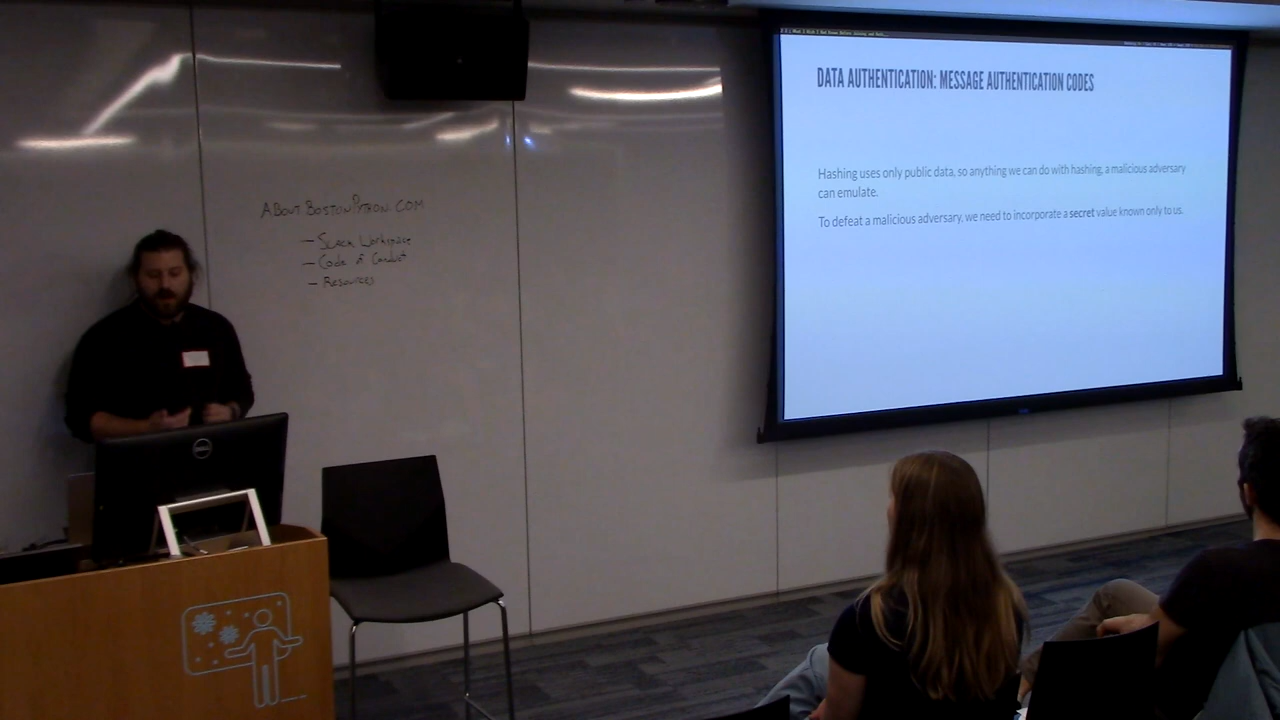 DATA AUTHENTICATION: MESSAGE AUTHENTICATION CODES
Hashing uses only public data, so anything we can do with hashing, a malicious adversary
can emulate.
To defeat a malicious adversary, we need to incorporate a secret value known only to us.
ABOUT BOSTONPYTHON.COM
— Slack Workspace
— Code of Conduct
— Resources
DELL